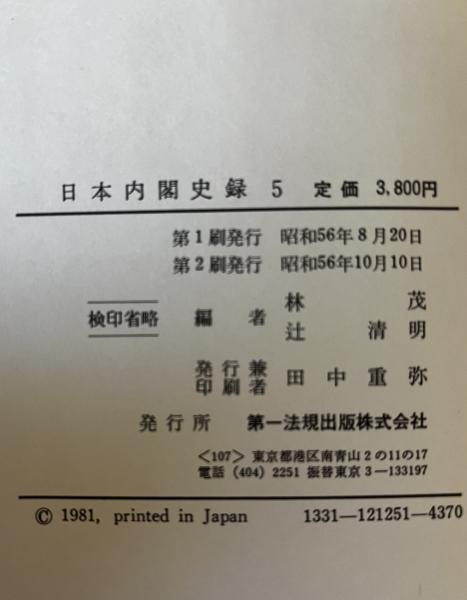 日本内閣史録 5 定価 3,800円
第1刷発行 昭和56年8月20日
第2刷発行 昭和56年10月10日
検印省略 編者 林茂
辻清明
発行兼
印刷者 田中重弥
発行所 第一法規出版株式会社
<107> 東京都港区南青山2の11の17
電話 (404) 2251 振替東京3―133197
© 1981, printed in Japan 1331―121251―4370